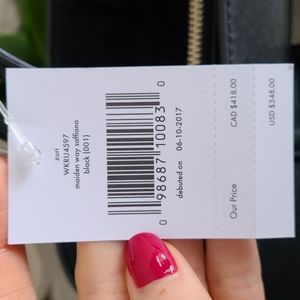 zuri
WKRU4597
maiden way saffiano
black (001)
0 98687 10083 0
debuted on 06-10-2017
Our Price CAD $418.00
USD $348.00